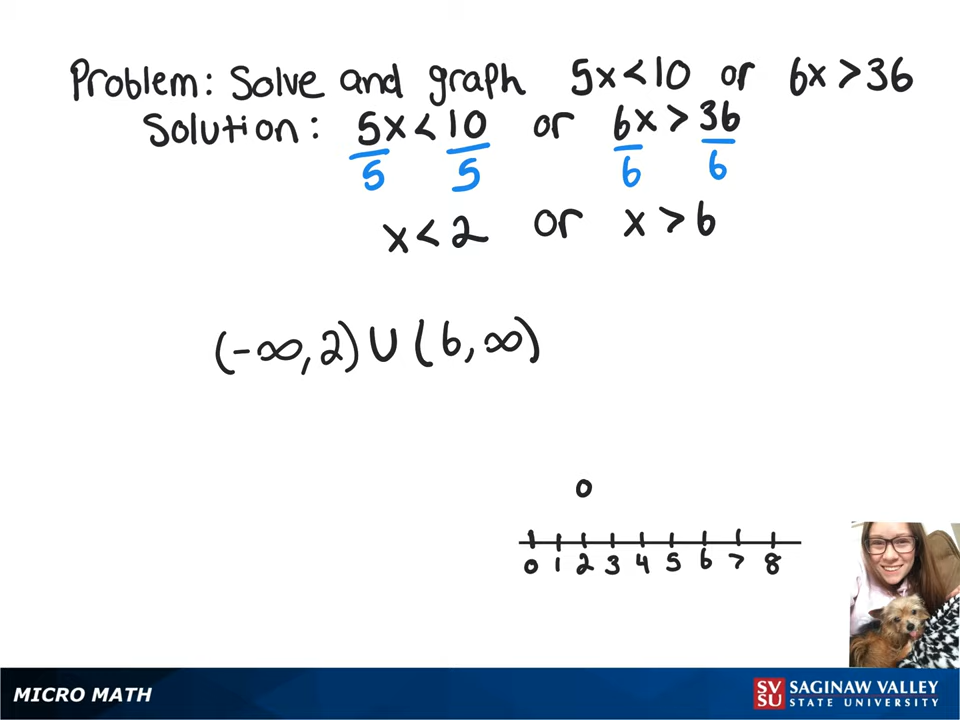 Problem: Solve and graph 5x<10 or 6x>36
Solution: 5x<10 or 6x>36
5 5 6 6
x<2 or x>6
(-∞,2)∪(6,∞)
0 1 2 3 4 5 6 7 8
MICRO MATH
SV SU SAGINAW VALLEY
STATE UNIVERSITY